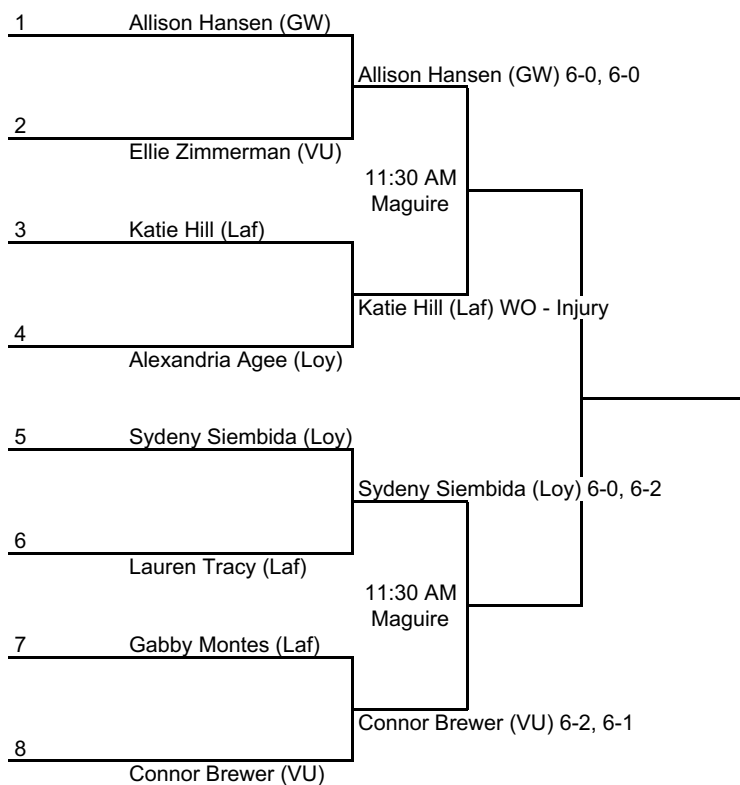 1 Allison Hansen (GW)
Allison Hansen (GW) 6-0, 6-0
2
Ellie Zimmerman (VU)
11:30 AM
Maguire
3 Katie Hill (Laf)
Katie Hill (Laf) WO - Injury
4
Alexandria Agee (Loy)
5 Sydeny Siembida (Loy)
Sydeny Siembida (Loy) 6-0, 6-2
6
Lauren Tracy (Laf)
11:30 AM
Maguire
7 Gabby Montes (Laf)
Connor Brewer (VU) 6-2, 6-1
8
Connor Brewer (VU)